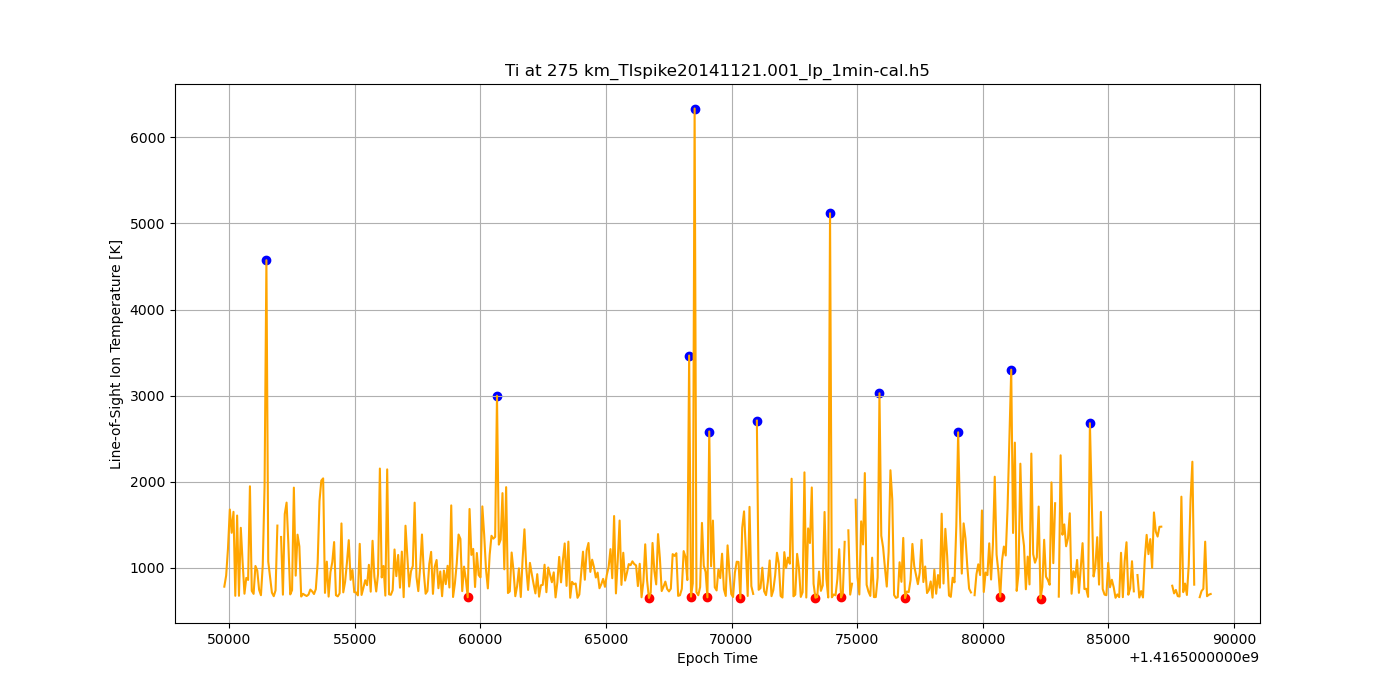 Ti at 275 km_TIspike20141121.001_lp_1min-cal.h5
Line-of-Sight Ion Temperature [K]
6000
5000
4000
3000
2000
1000
50000 55000 60000 65000 70000 75000 80000 85000 90000
Epoch Time
+1.4165000000e9